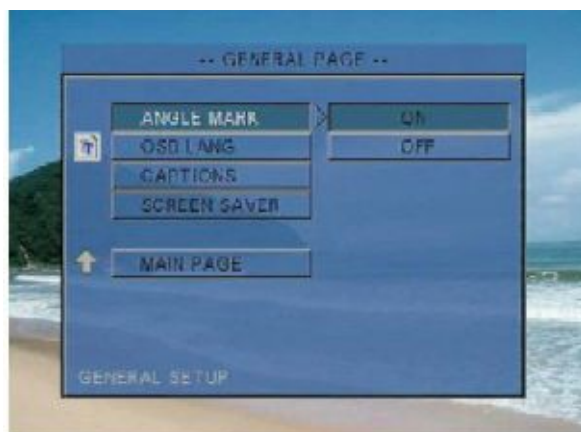 -- GENERAL PAGE --
ANGLE MARK ON
OSD LANG OFF
CAPTIONS
SCREEN SAVER
MAIN PAGE
GENERAL SETUP